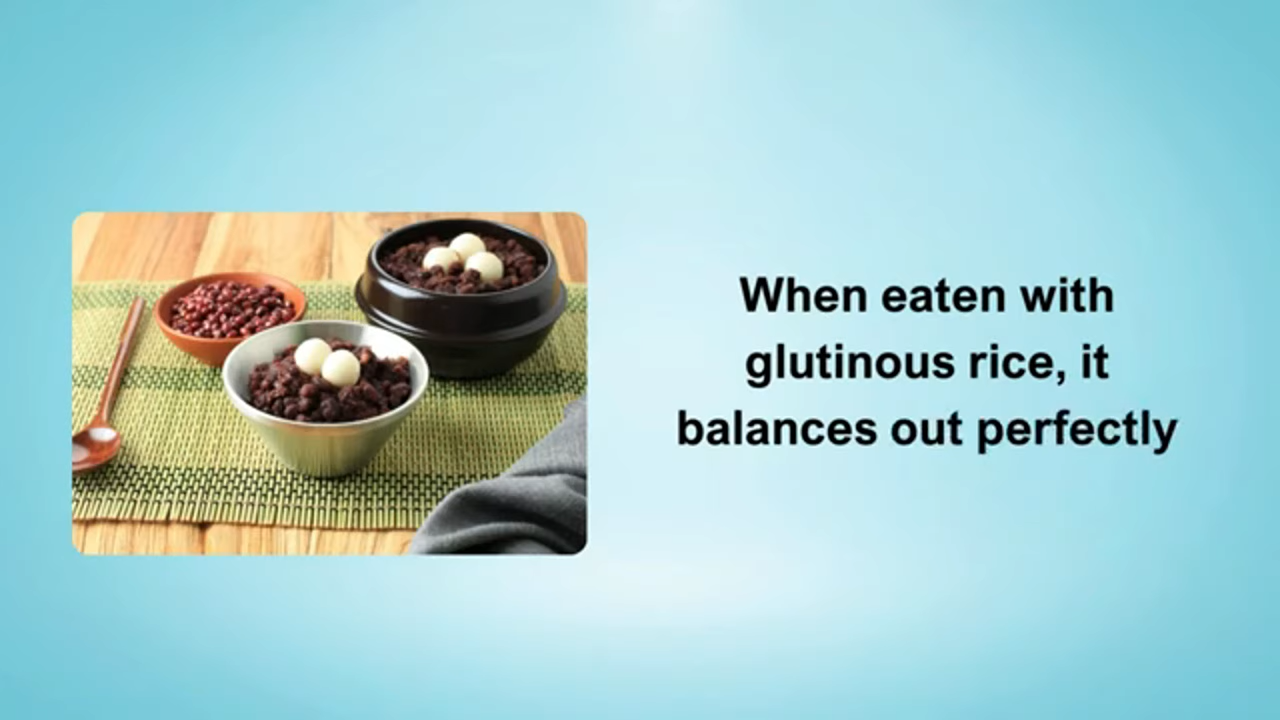 When eaten with
glutinous rice, it
balances out perfectly